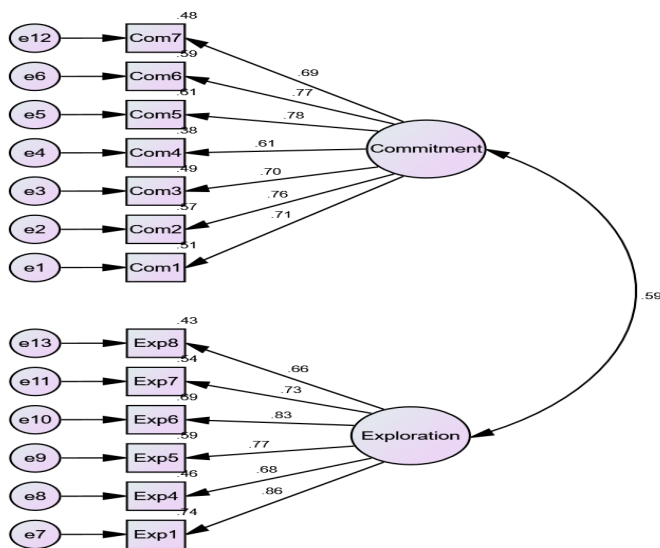 .48
e12 Com7
.69
.59
e6 Com6
.77
.61
e5 Com5
.78
.38
e4 Com4
.61
Commitment
.49
e3 Com3
.70
.57
e2 Com2
.76
.51
e1 Com1
.71
.59
.43
e13 Exp8
.66
.54
e11 Exp7
.73
.69
e10 Exp6
.83
Exploration
.59
e9 Exp5
.77
.46
e8 Exp4
.68
.74
e7 Exp1
.86